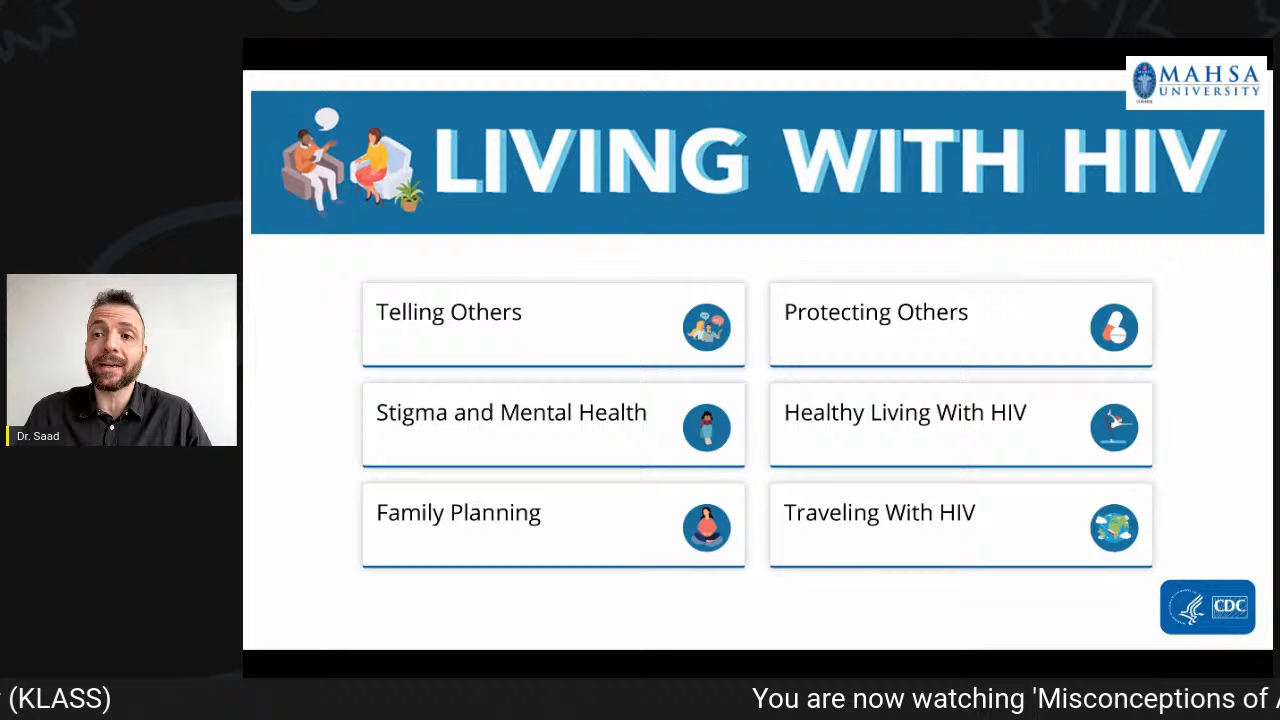 MAHSA
UNIVERSITY
LIVING WITH HIV
Telling Others
Protecting Others
Stigma and Mental Health
Healthy Living With HIV
Family Planning
Traveling With HIV
CDC
Dr. Saad
(KLASS)
You are now watching 'Misconceptions of